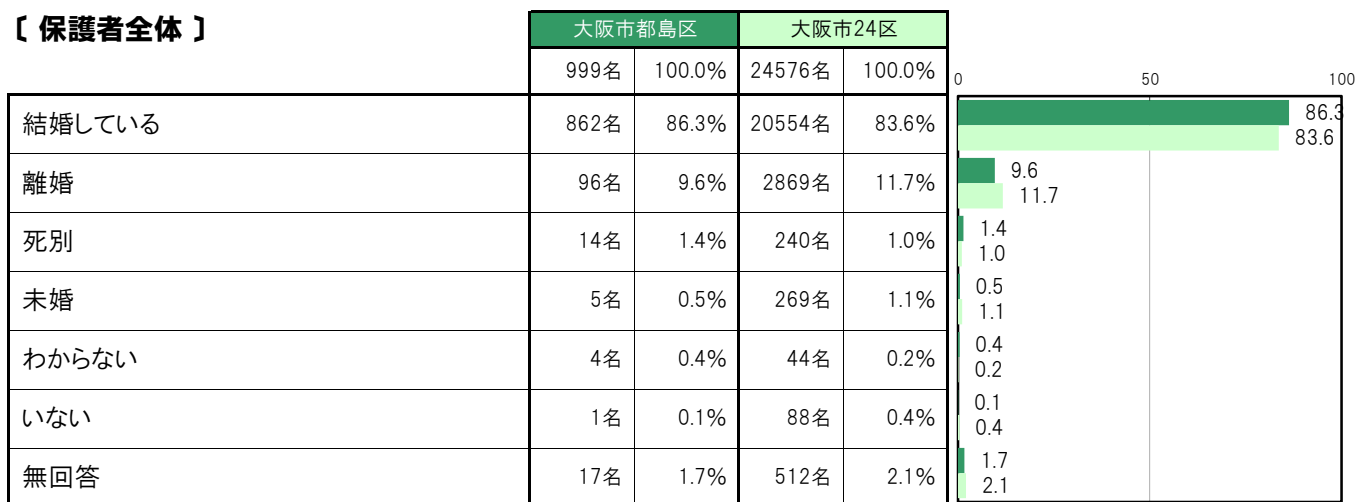 〔 保護者全体 〕
大阪市都島区 大阪市24区
999名 100.0% 24576名 100.0%
0 50 100
結婚している 862名 86.3% 20554名 83.6%
86.3
83.6
離婚 96名 9.6% 2869名 11.7%
9.6
11.7
死別 14名 1.4% 240名 1.0%
1.4
1.0
未婚 5名 0.5% 269名 1.1%
0.5
1.1
わからない 4名 0.4% 44名 0.2%
0.4
0.2
いない 1名 0.1% 88名 0.4%
0.1
0.4
無回答 17名 1.7% 512名 2.1%
1.7
2.1